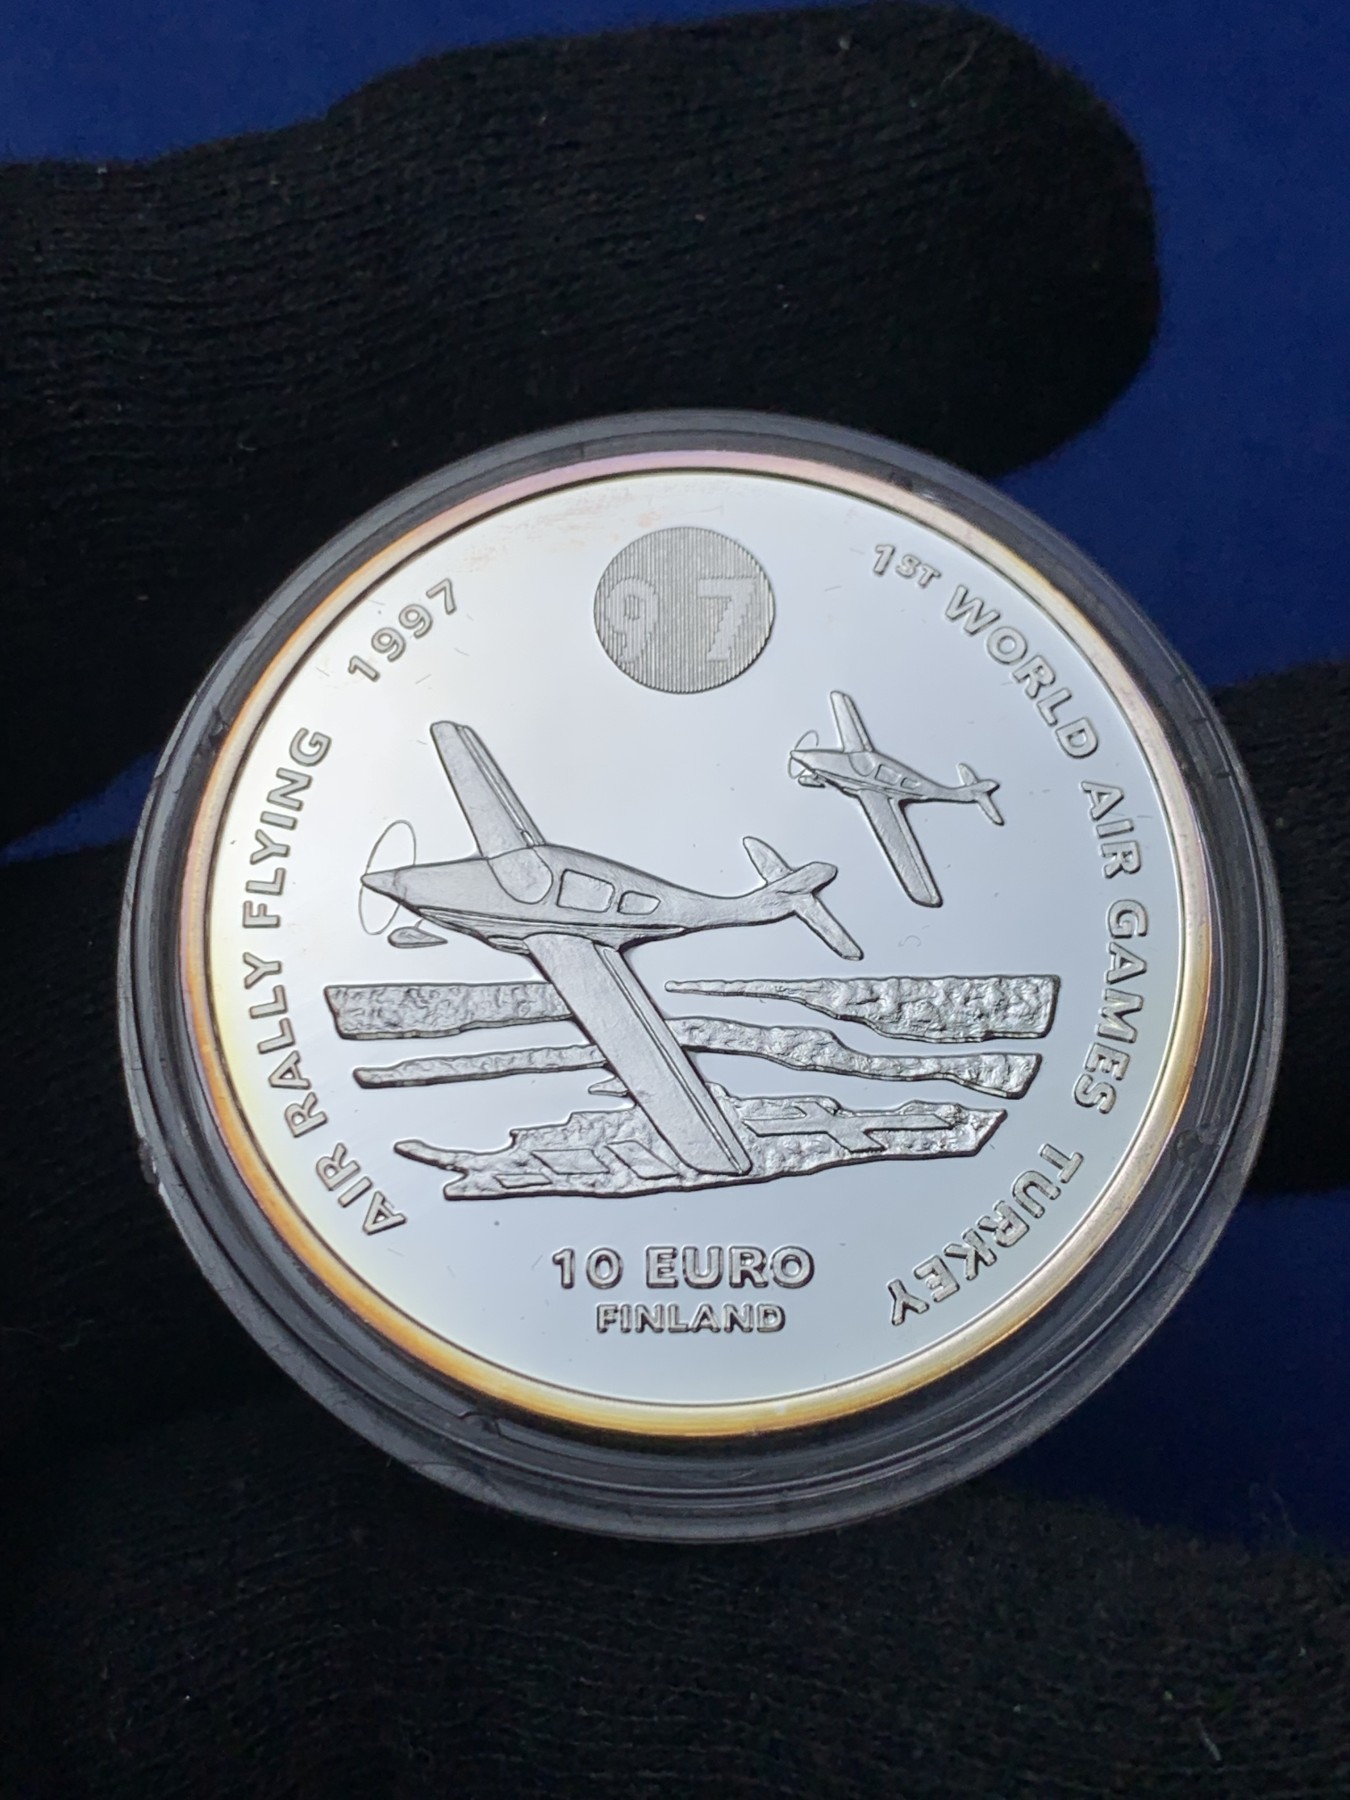 AIR RALLY FLYING 1997
97
1ST WORLD AIR GAMES TURKEY
10 EURO
FINLAND